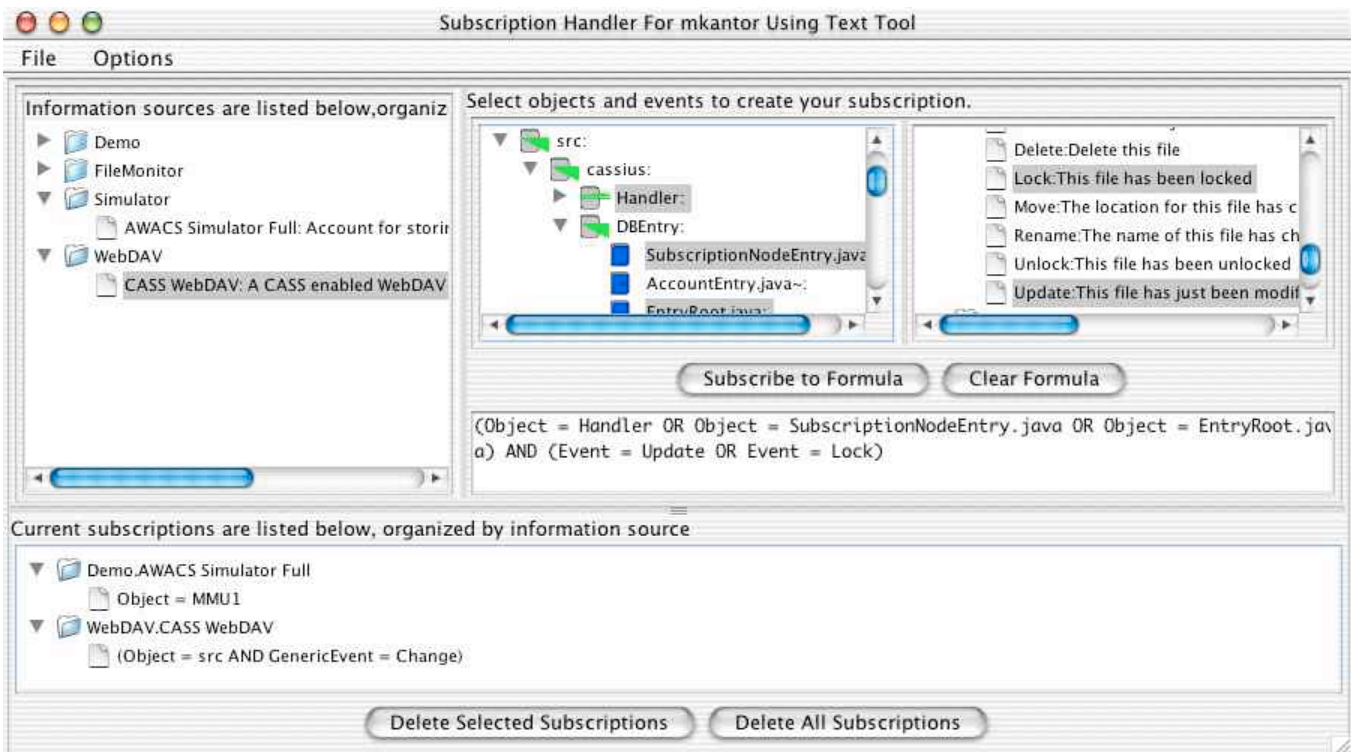 Subscription Handler For mkantor Using Text Tool
File Options
Information sources are listed below,organiz
Demo
FileMonitor
Simulator
AWACS Simulator Full: Account for storin
WebDAV
CASS WebDAV: A CASS enabled WebDAV
Select objects and events to create your subscription.
src:
cassius:
Handler:
DBEntry:
SubscriptionNodeEntry.java
AccountEntry.java~:
EntryRoot.java:
Delete:Delete this file
Lock:This file has been locked
Move:The location for this file has c
Rename:The name of this file has ch
Unlock:This file has been unlocked
Update:This file has just been modif
Subscribe to Formula Clear Formula
(Object = Handler OR Object = SubscriptionNodeEntry.java OR Object = EntryRoot.jav
a) AND (Event = Update OR Event = Lock)
Current subscriptions are listed below, organized by information source
Demo.AWACS Simulator Full
Object = MMU1
WebDAV.CASS WebDAV
(Object = src AND GenericEvent = Change)
Delete Selected Subscriptions Delete All Subscriptions